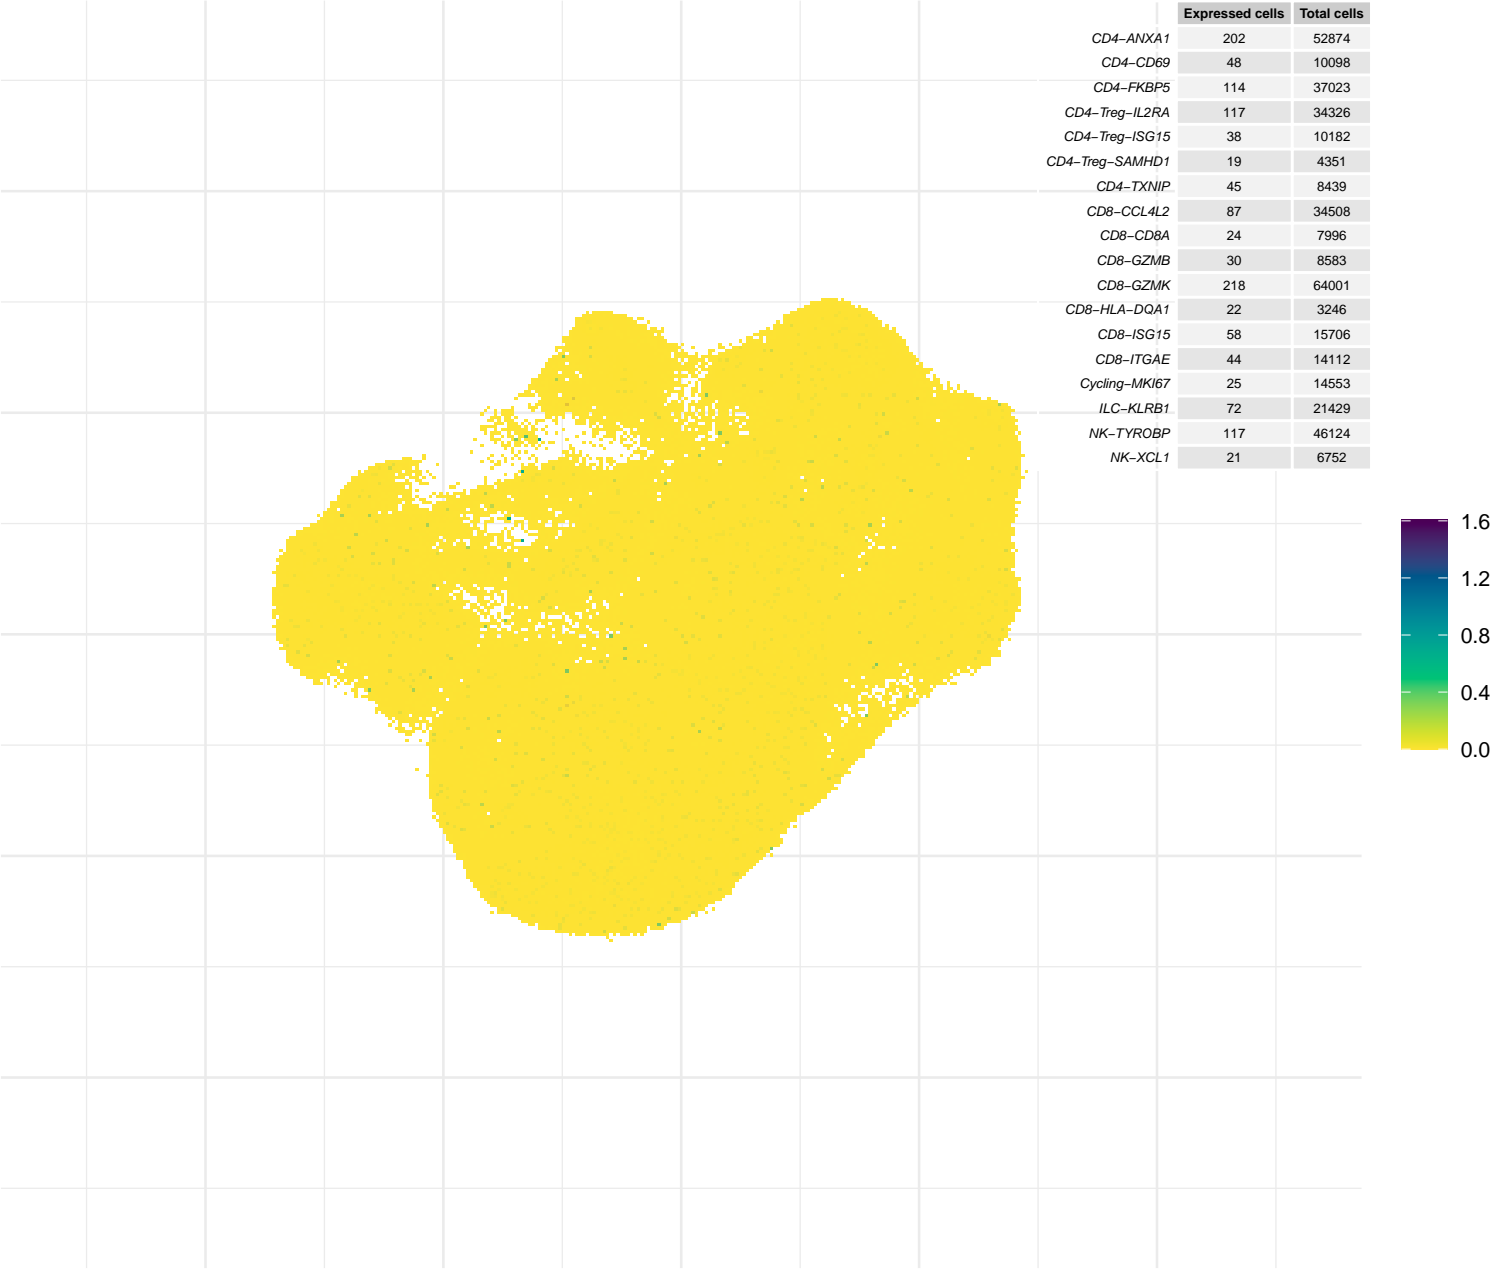 Expressed cells Total cells
CD4−ANXA1 202 52874
CD4−CD69 48 10098
CD4−FKBP5 114 37023
CD4−Treg−IL2RA 117 34326
CD4−Treg−ISG15 38 10182
CD4−Treg−SAMHD1 19 4351
CD4−TXNIP 45 8439
CD8−CCL4L2 87 34508
CD8−CD8A 24 7996
CD8−GZMB 30 8583
CD8−GZMK 218 64001
CD8−HLA−DQA1 22 3246
CD8−ISG15 58 15706
CD8−ITGAE 44 14112
Cycling−MKI67 25 14553
ILC−KLRB1 72 21429
NK−TYROBP 117 46124
NK−XCL1 21 6752
1.6
1.2
0.8
0.4
0.0